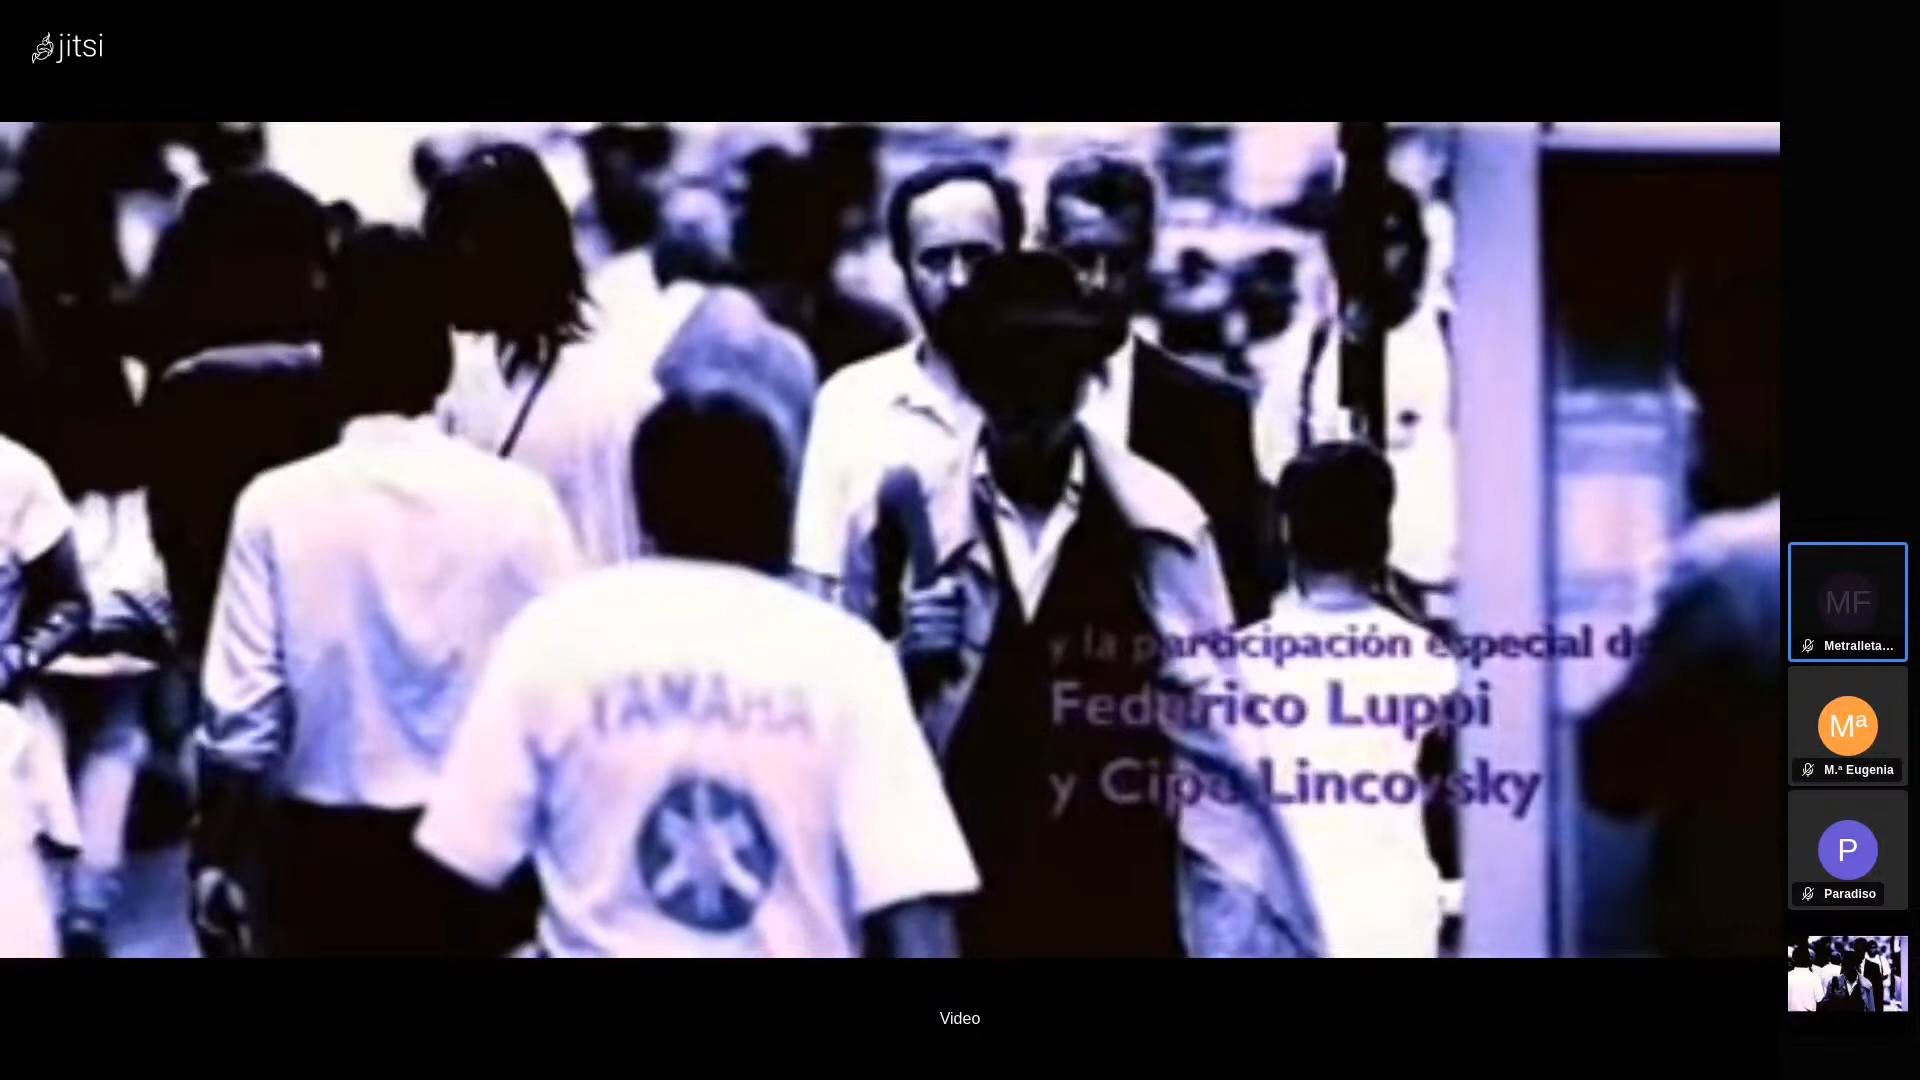 jitsi
y la participación especial de
Federico Luppi
y Cipe Lincovsky
YAMAHA
MF
Metralleta...
Mª
M.ª Eugenia
P
Paradiso
Video